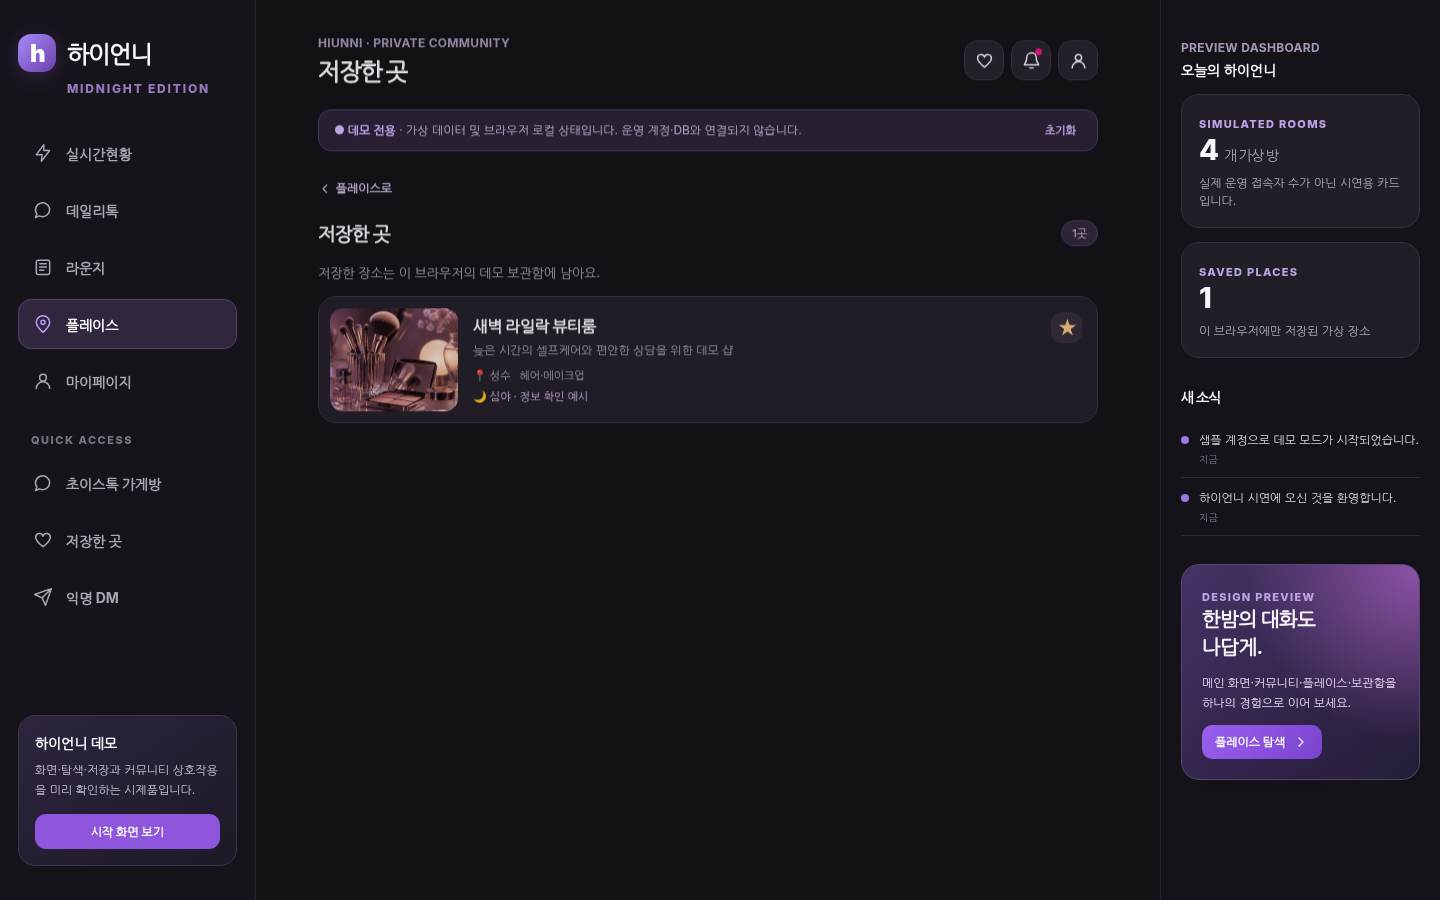 h 하이언니
MIDNIGHT EDITION
실시간현황
데일리톡
라운지
플레이스
마이페이지
QUICK ACCESS
초이스톡 가게방
저장한 곳
익명 DM
하이언니 데모
화면·탐색·저장과 커뮤니티 상호작용
을 미리 확인하는 시제품입니다.
시작 화면 보기
HIUNNI · PRIVATE COMMUNITY
저장한 곳
데모 전용 · 가상 데이터 및 브라우저 로컬 상태입니다. 운영 계정·DB와 연결되지 않습니다.
초기화
플레이스로
저장한 곳
1곳
저장한 장소는 이 브라우저의 데모 보관함에 남아요.
새벽 라일락 뷰티룸
늦은 시간의 셀프케어와 편안한 상담을 위한 데모 샵
📍 성수 헤어·메이크업
🌙 심야 · 정보 확인 예시
PREVIEW DASHBOARD
오늘의 하이언니
SIMULATED ROOMS
4 개 가상 방
실제 운영 접속자 수가 아닌 시연용 카드
입니다.
SAVED PLACES
1
이 브라우저에만 저장된 가상 장소
새 소식
샘플 계정으로 데모 모드가 시작되었습니다.
지금
하이언니 시연에 오신 것을 환영합니다.
지금
DESIGN PREVIEW
한밤의 대화도
나답게.
메인 화면·커뮤니티·플레이스·보관함을
하나의 경험으로 이어 보세요.
플레이스 탐색